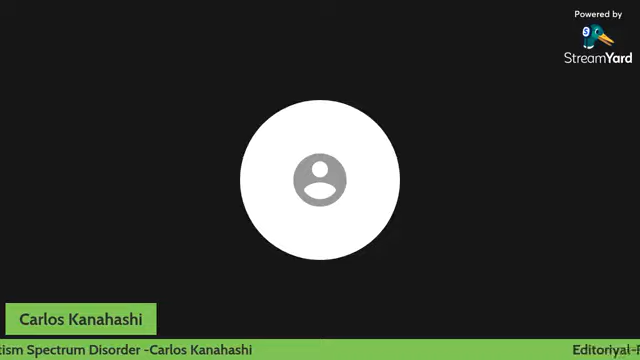 Powered by
StreamYard
Carlos Kanahashi
tism Spectrum Disorder -Carlos Kanahashi
Editoriyal-